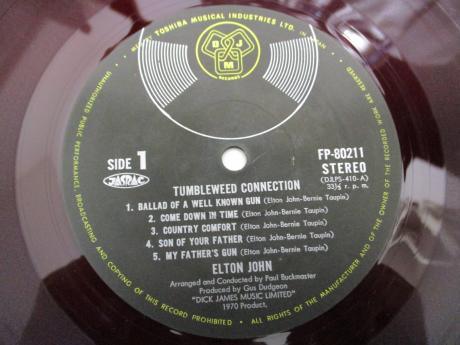 TOSHIBA MUSICAL INDUSTRIES LTD. IN JAPAN
DJM
RECORDS
SIDE 1
FP-80211
STEREO
(DJLPS-410-A)
33⅓ r. p. m.
JASRAC
TUMBLEWEED CONNECTION
1. BALLAD OF A WELL KNOWN GUN (Elton John-Bernie Taupin)
2. COME DOWN IN TIME (Elton John-Bernie Taupin)
3. COUNTRY COMFORT (Elton John-Bernie Taupin)
4. SON OF YOUR FATHER (Elton John-Bernie Taupin)
5. MY FATHER'S GUN (Elton John-Bernie Taupin)
ELTON JOHN
Arranged and Conducted by Paul Buckmaster
Produced by Gus Dudgeon
"DICK JAMES MUSIC LIMITED"
1970 Product,
UNAUTHORIZED PUBLIC PERFORMANCE, BROADCASTING AND COPYING OF THIS RECORD PROHIBITED • ALL RIGHTS OF THE MANUFACTURER AND OF THE OWNER OF THE RECORDED WORK ARE RESERVED